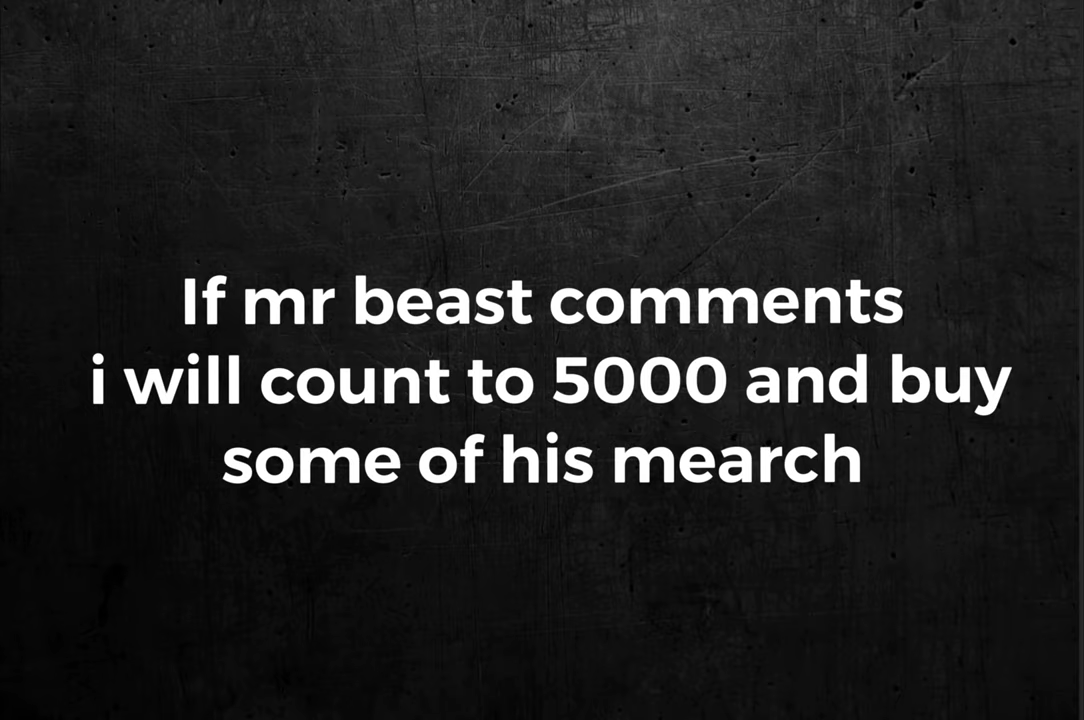 If mr beast comments
i will count to 5000 and buy
some of his mearch